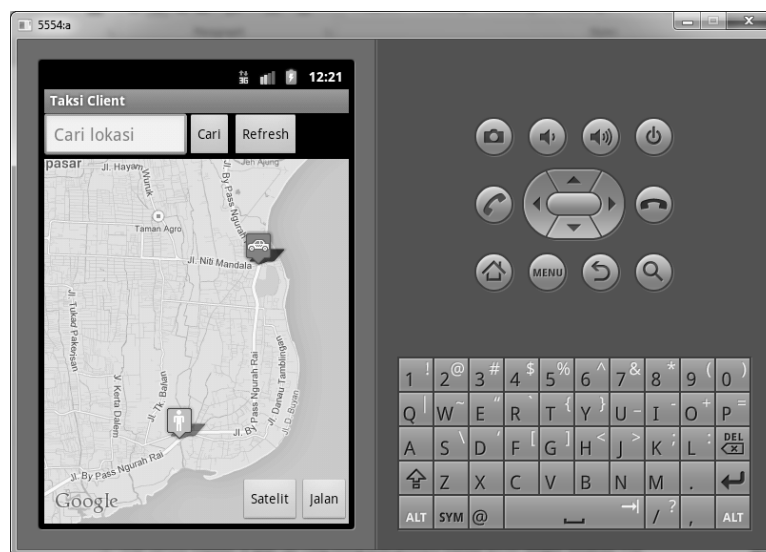 5554:a
3G 12:21
Taksi Client
Cari lokasi Cari Refresh
pasar
Jl. Hayam Wuruk
Jl. By Pass Ngurah
Taman Agro
Jl. Niti Mandala
Jl. Tukad Pakerisan
Jl. By Pass Ngurah Rai
Jl. Danau Tamblingan
Jl. D. Buyan
y. Kerta Dalem
Jl. Tk. Balian
Jl. By
Jl. By Pass Ngurah Rai
Google
Satelit Jalan
MENU
1 ! 2 @ 3 # 4 $ 5 % 6 ^ 7 & 8 * 9 ( 0 )
Q | W ~ E " R ` T { Y } U _ I - O + P =
A S \ D ' F [ G ] H < J > K ; L : DEL
Z X C V B N M .
ALT SYM @ / ? , ALT